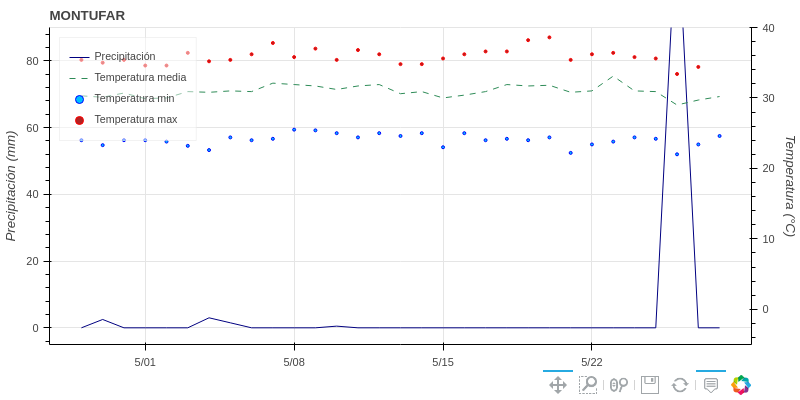 MONTUFAR
Precipitación
Temperatura media
Temperatura min
Temperatura max
Precipitación (mm)
80
60
40
20
0
Temperatura (°C)
40
30
20
10
0
5/01
5/08
5/15
5/22